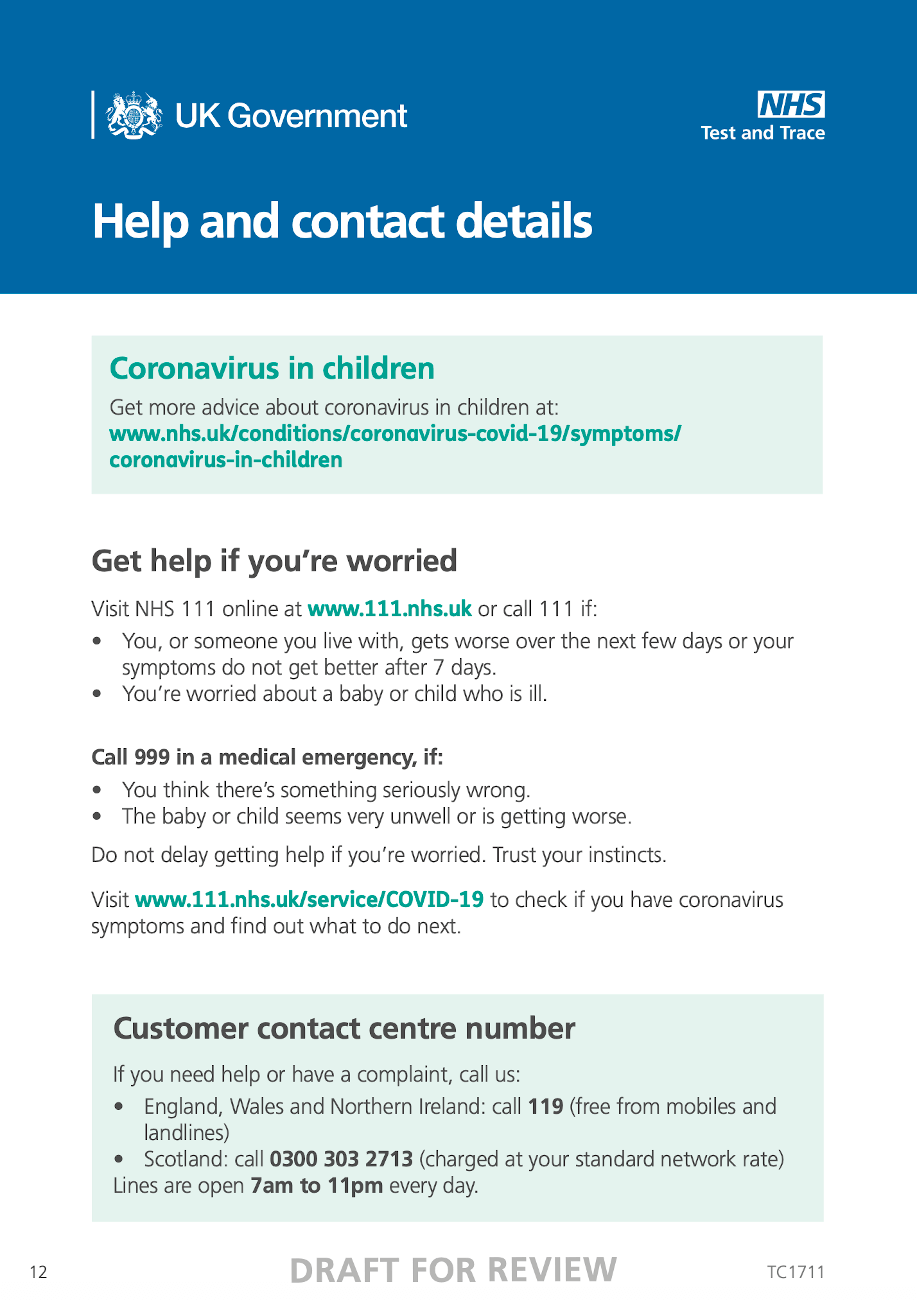 UK Government
NHS
Test and Trace
Help and contact details
Coronavirus in children
Get more advice about coronavirus in children at:
www.nhs.uk/conditions/coronavirus-covid-19/symptoms/
coronavirus-in-children
Get help if you’re worried
Visit NHS 111 online at www.111.nhs.uk or call 111 if:
• You, or someone you live with, gets worse over the next few days or your
symptoms do not get better after 7 days.
• You’re worried about a baby or child who is ill.
Call 999 in a medical emergency, if:
• You think there’s something seriously wrong.
• The baby or child seems very unwell or is getting worse.
Do not delay getting help if you’re worried. Trust your instincts.
Visit www.111.nhs.uk/service/COVID-19 to check if you have coronavirus
symptoms and find out what to do next.
Customer contact centre number
If you need help or have a complaint, call us:
• England, Wales and Northern Ireland: call 119 (free from mobiles and
landlines)
• Scotland: call 0300 303 2713 (charged at your standard network rate)
Lines are open 7am to 11pm every day.
12
DRAFT FOR REVIEW
TC1711